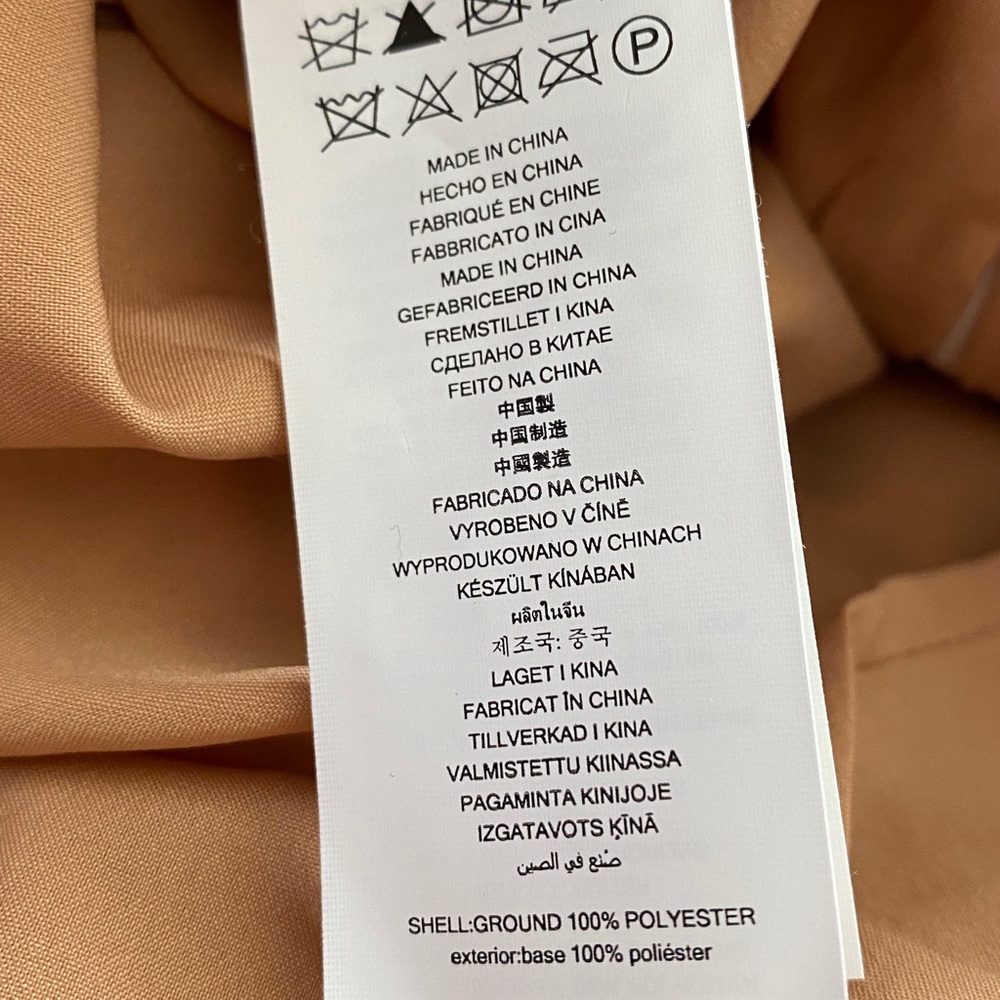 P
MADE IN CHINA
HECHO EN CHINA
FABRIQUÉ EN CHINE
FABBRICATO IN CINA
MADE IN CHINA
GEFABRICEERD IN CHINA
FREMSTILLET I KINA
СДЕЛАНО В КИТАЕ
FEITO NA CHINA
中国製
中国制造
中國製造
FABRICADO NA CHINA
VYROBENO V ČÍNĚ
WYPRODUKOWANO W CHINACH
KÉSZÜLT KÍNÁBAN
ผลิตในจีน
제조국: 중국
LAGET I KINA
FABRICAT ÎN CHINA
TILLVERKAD I KINA
VALMISTETTU KIINASSA
PAGAMINTA KINIJOJE
IZGATAVOTS ĶĪNĀ
صُنع في الصين
SHELL:GROUND 100% POLYESTER
exterior:base 100% poliéster